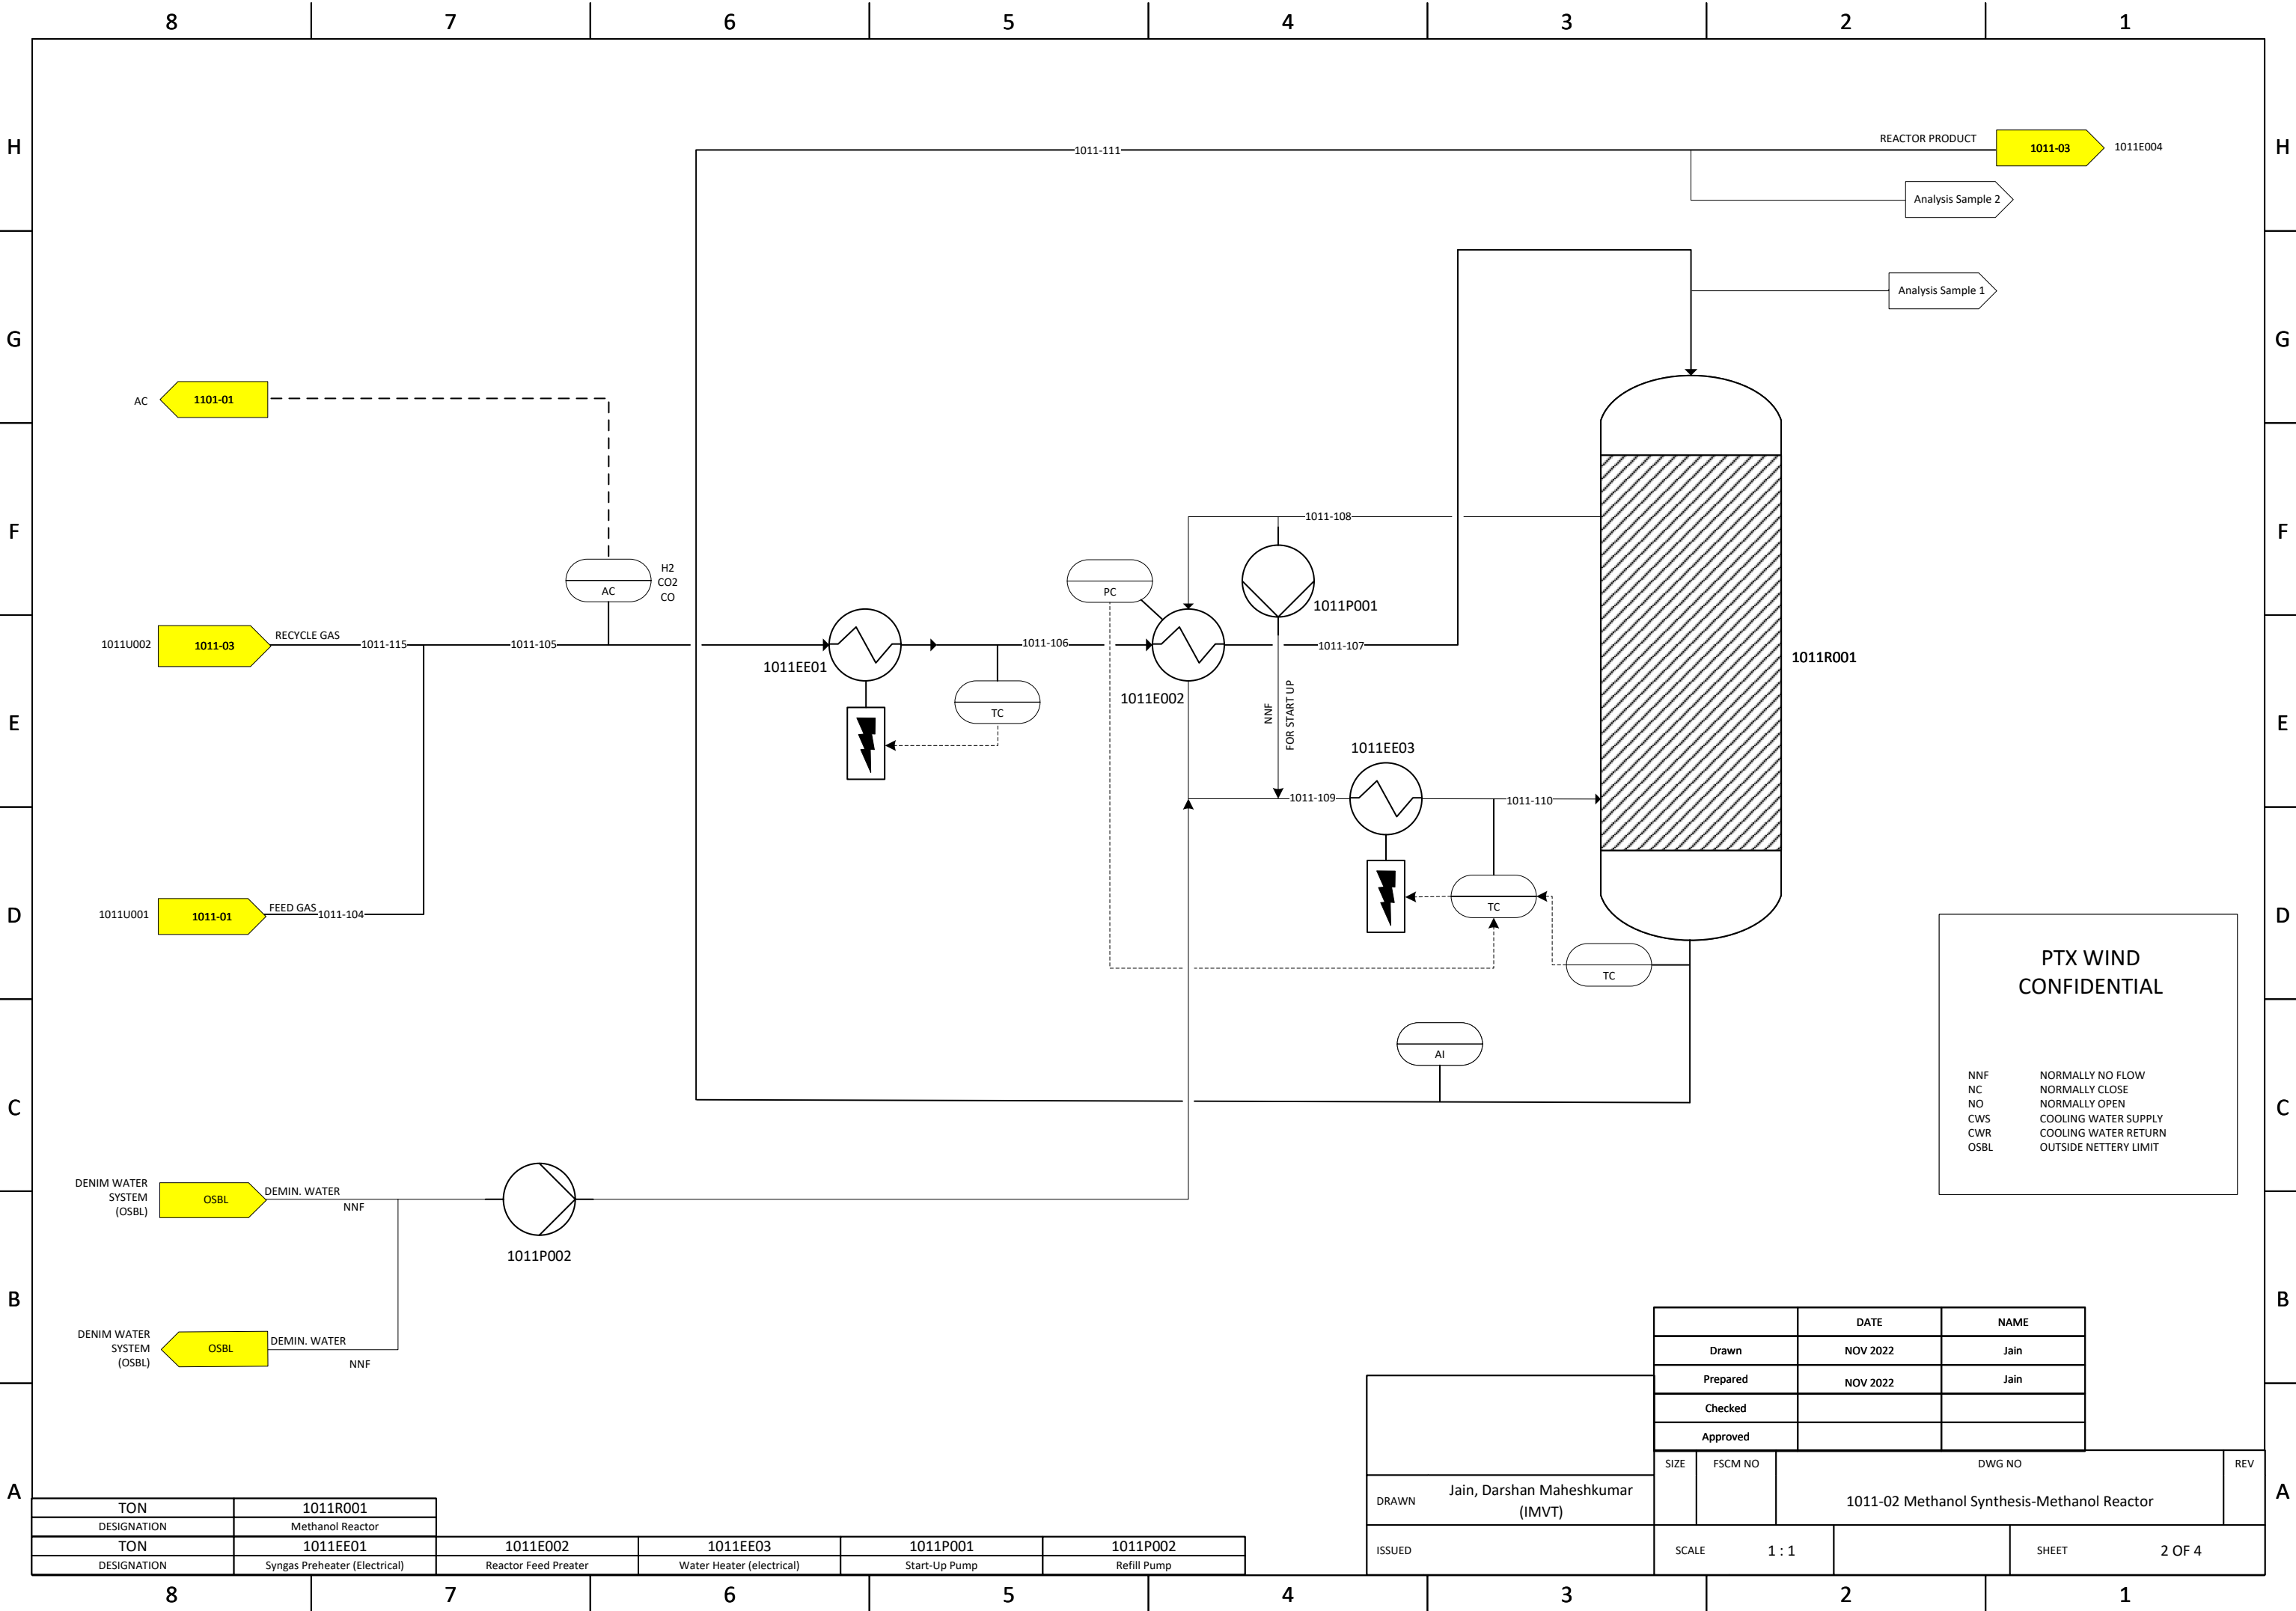 8 7 6 5 4 3 2 1
H
1011-111
REACTOR PRODUCT
1011-03
1011E004
H
Analysis Sample 2
Analysis Sample 1
G
G
AC
1101-01
F
1011-108
F
AC
H2
CO2
CO
PC
1011P001
1011U002
1011-03
RECYCLE GAS
1011-115
1011-105
1011EE01
1011-106
1011E002
1011-107
1011R001
TC
NNF
FOR START UP
E
1011EE03
E
1011-109
1011-110
D
1011U001
1011-01
FEED GAS
1011-104
TC
TC
D
PTX WIND
CONFIDENTIAL
AI
NNF NORMALLY NO FLOW
NC NORMALLY CLOSE
NO NORMALLY OPEN
CWS COOLING WATER SUPPLY
CWR COOLING WATER RETURN
OSBL OUTSIDE NETTERY LIMIT
C
C
DENIM WATER
SYSTEM
(OSBL)
OSBL
DEMIN. WATER
NNF
1011P002
B
B
DENIM WATER
SYSTEM
(OSBL)
OSBL
DEMIN. WATER
NNF
DATE NAME
Drawn NOV 2022 Jain
Prepared NOV 2022 Jain
Checked
Approved
SIZE FSCM NO DWG NO REV
1011-02 Methanol Synthesis-Methanol Reactor
DRAWN
Jain, Darshan Maheshkumar
(IMVT)
ISSUED
SCALE 1 : 1 SHEET 2 OF 4
A
A
TON 1011R001
DESIGNATION Methanol Reactor
TON 1011EE01 1011E002 1011EE03 1011P001 1011P002
DESIGNATION Syngas Preheater (Electrical) Reactor Feed Preater Water Heater (electrical) Start-Up Pump Refill Pump
8 7 6 5 4 3 2 1